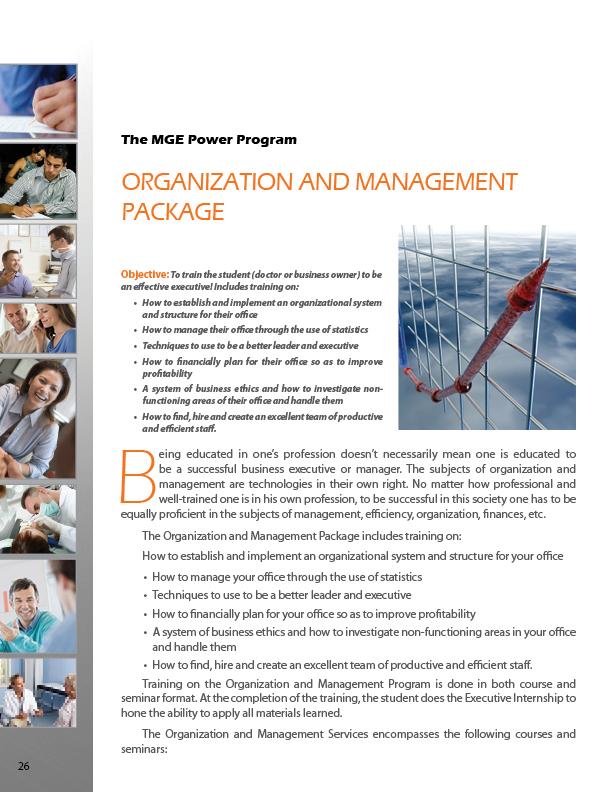 The MGE Power Program
ORGANIZATION AND MANAGEMENT
PACKAGE
Objective: To train the student (doctor or business owner) to be
an effective executive! Includes training on:
• How to establish and implement an organizational system
and structure for their office
• How to manage their office through the use of statistics
• Techniques to use to be a better leader and executive
• How to financially plan for their office so as to improve
profitability
• A system of business ethics and how to investigate non-
functioning areas of their office and handle them
• How to find, hire and create an excellent team of productive
and efficient staff.
Being educated in one's profession doesn't necessarily mean one is educated to
be a successful business executive or manager. The subjects of organization and
management are technologies in their own right. No matter how professional and
well-trained one is in his own profession, to be successful in this society one has to be
equally proficient in the subjects of management, efficiency, organization, finances, etc.
The Organization and Management Package includes training on:
How to establish and implement an organizational system and structure for your office
• How to manage your office through the use of statistics
• Techniques to use to be a better leader and executive
• How to financially plan for your office so as to improve profitability
• A system of business ethics and how to investigate non-functioning areas in your office
and handle them
• How to find, hire and create an excellent team of productive and efficient staff.
Training on the Organization and Management Program is done in both course and
seminar format. At the completion of the training, the student does the Executive Internship to
hone the ability to apply all materials learned.
The Organization and Management Services encompasses the following courses and
seminars:
26